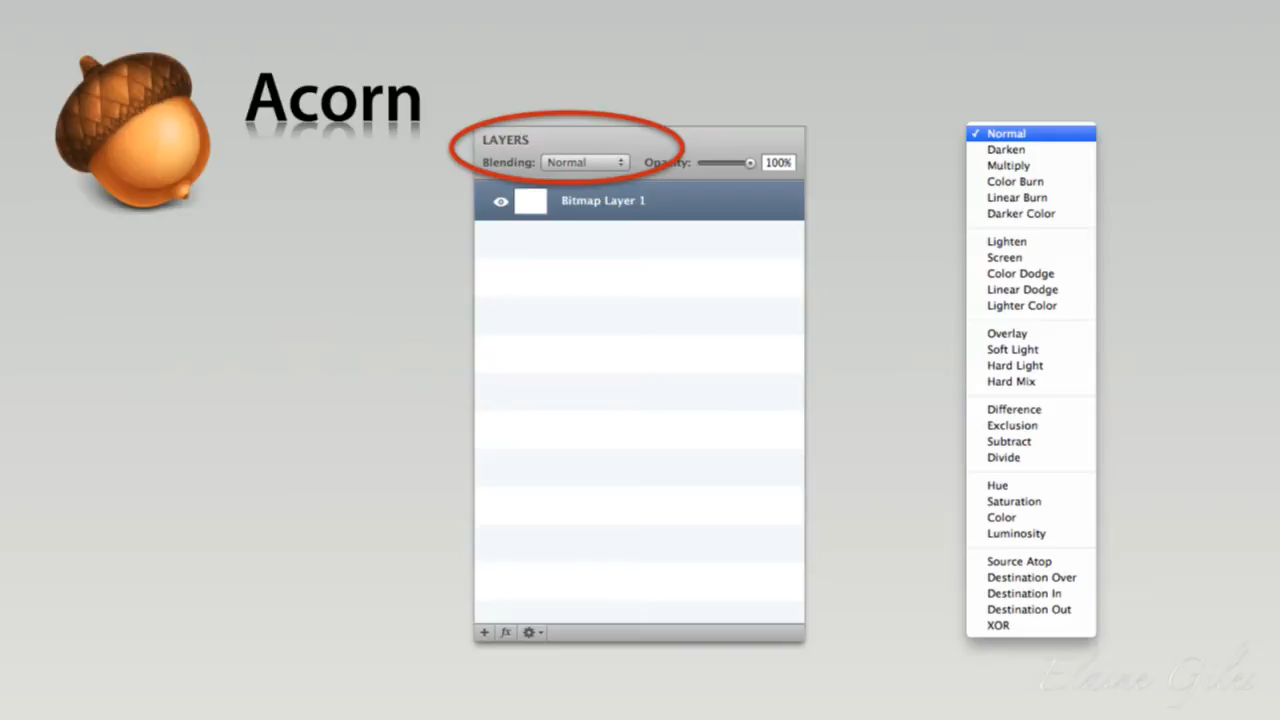 Acorn
LAYERS
Blending: Normal Opacity: 100%
Bitmap Layer 1
fx
Normal
Darken
Multiply
Color Burn
Linear Burn
Darker Color
Lighten
Screen
Color Dodge
Linear Dodge
Lighter Color
Overlay
Soft Light
Hard Light
Hard Mix
Difference
Exclusion
Subtract
Divide
Hue
Saturation
Color
Luminosity
Source Atop
Destination Over
Destination In
Destination Out
XOR
Elaine Giles